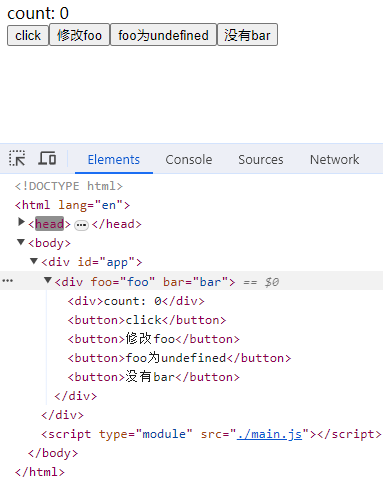 count: 0
click 修改foo foo为undefined 没有bar
Elements Console Sources Network
<!DOCTYPE html>
<html lang="en">
<head> ••• </head>
<body>
<div id="app">
••• <div foo="foo" bar="bar"> == $0
<div>count: 0</div>
<button>click</button>
<button>修改foo</button>
<button>foo为undefined</button>
<button>没有bar</button>
</div>
</div>
<script type="module" src="./main.js"></script>
</body>
</html>